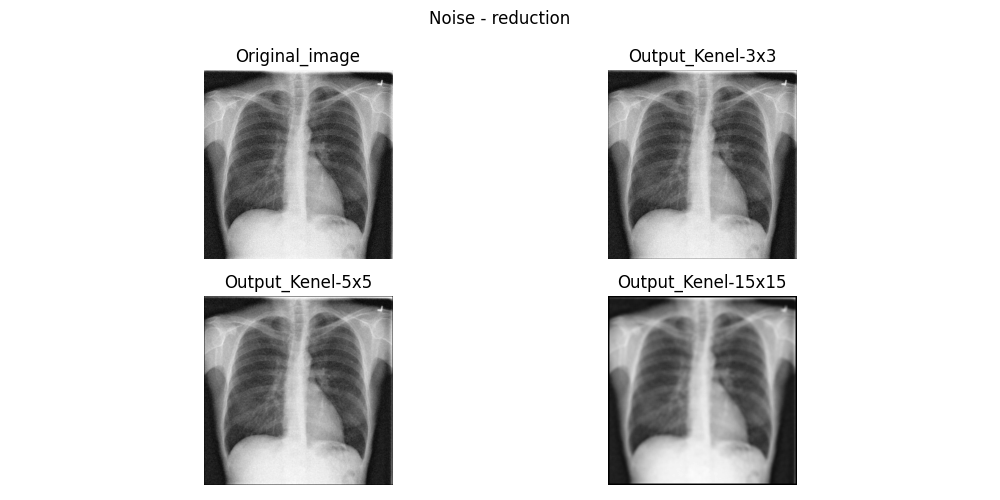 Noise - reduction
Original_image
Output_Kenel-3x3
Output_Kenel-5x5
Output_Kenel-15x15